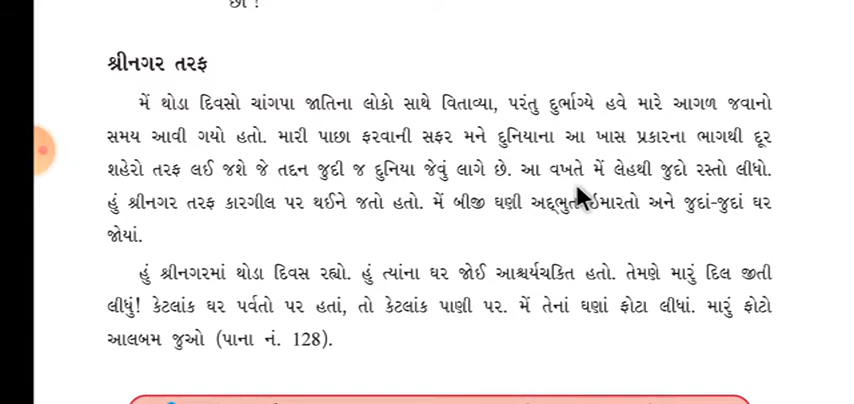 શ્રીનગર તરફ
મેં થોડા દિવસો ચાંગપા જાતિના લોકો સાથે વિતાવ્યા, પરંતુ દુર્ભાગ્યે હવે મારે આગળ જવાનો
સમય આવી ગયો હતો. મારી પાછા ફરવાની સફર મને દુનિયાના આ ખાસ પ્રકારના ભાગથી દૂર
શહેરો તરફ લઈ જશે જે તદ્દન જુદી જ દુનિયા જેવું લાગે છે. આ વખતે મેં લેહથી જુદો રસ્તો લીધો.
હું શ્રીનગર તરફ કારગીલ પર થઈને જતો હતો. મેં બીજી ઘણી અદ્ભુત ઈમારતો અને જુદાં-જુદાં ઘર
જોયાં.
હું શ્રીનગરમાં થોડા દિવસ રહ્યો. હું ત્યાંના ઘર જોઈ આશ્ચર્યચકિત હતો. તેમણે મારું દિલ જીતી
લીધું! કેટલાંક ઘર પર્વતો પર હતાં, તો કેટલાંક પાણી પર. મેં તેનાં ઘણાં ફોટા લીધાં. મારું ફોટો
આલબમ જુઓ (પાના નં. 128).